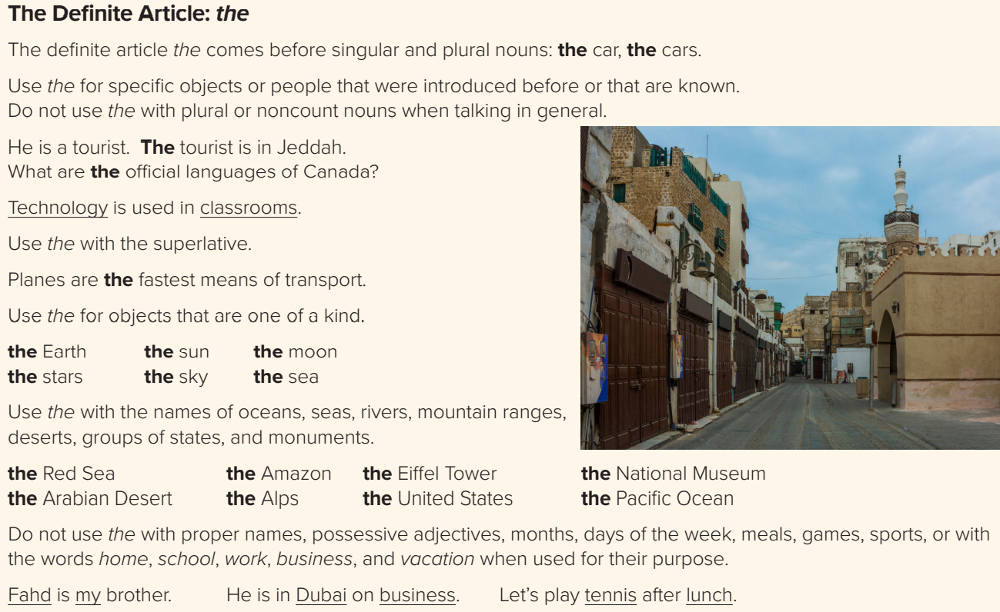 The Definite Article: the
The definite article the comes before singular and plural nouns: the car, the cars.
Use the for specific objects or people that were introduced before or that are known.
Do not use the with plural or noncount nouns when talking in general.
He is a tourist. The tourist is in Jeddah.
What are the official languages of Canada?
Technology is used in classrooms.
Use the with the superlative.
Planes are the fastest means of transport.
Use the for objects that are one of a kind.
the Earth the sun the moon
the stars the sky the sea
Use the with the names of oceans, seas, rivers, mountain ranges,
deserts, groups of states, and monuments.
the Red Sea the Amazon the Eiffel Tower the National Museum
the Arabian Desert the Alps the United States the Pacific Ocean
Do not use the with proper names, possessive adjectives, months, days of the week, meals, games, sports, or with
the words home, school, work, business, and vacation when used for their purpose.
Fahd is my brother. He is in Dubai on business. Let's play tennis after lunch.